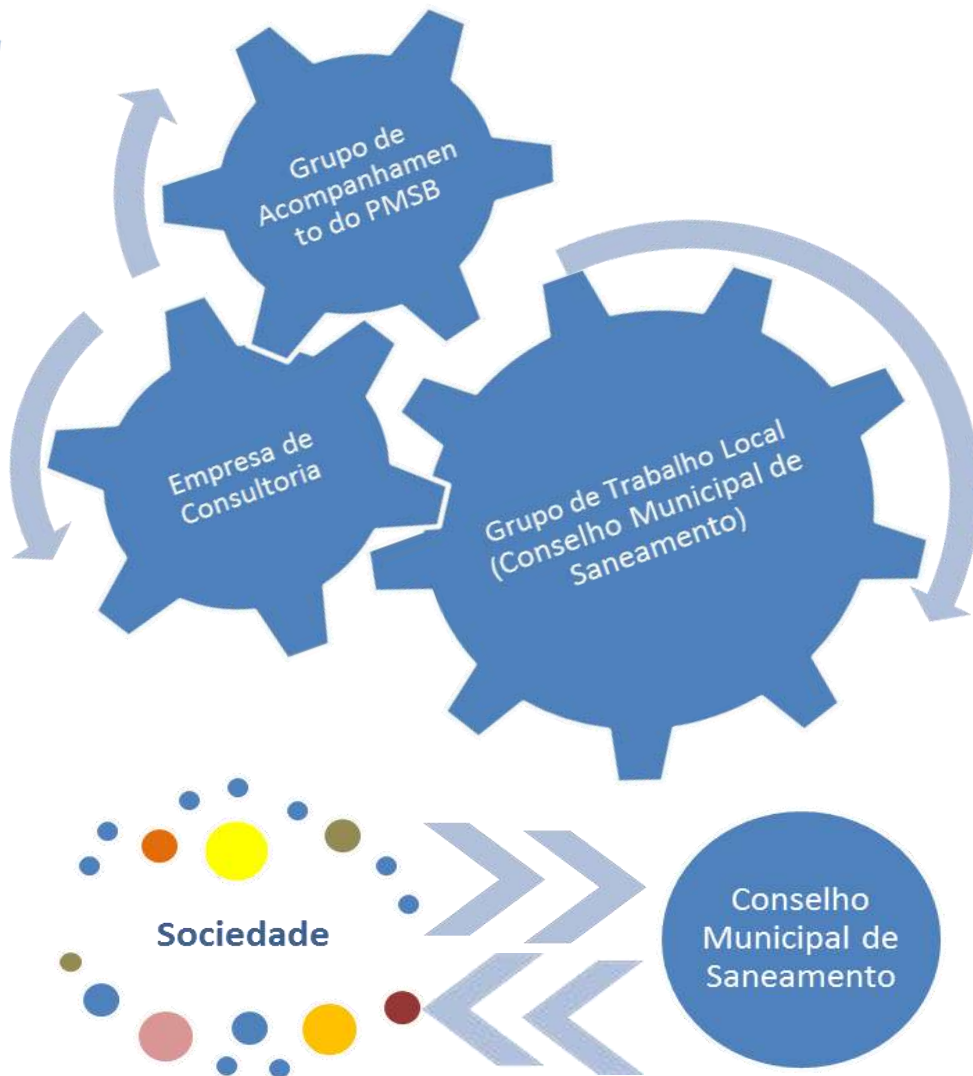 Grupo de
Acompanhamen
to do PMSB
Empresa de
Consultoria
Grupo de Trabalho Local
(Conselho Municipal de
Saneamento)
Sociedade
Conselho
Municipal de
Saneamento